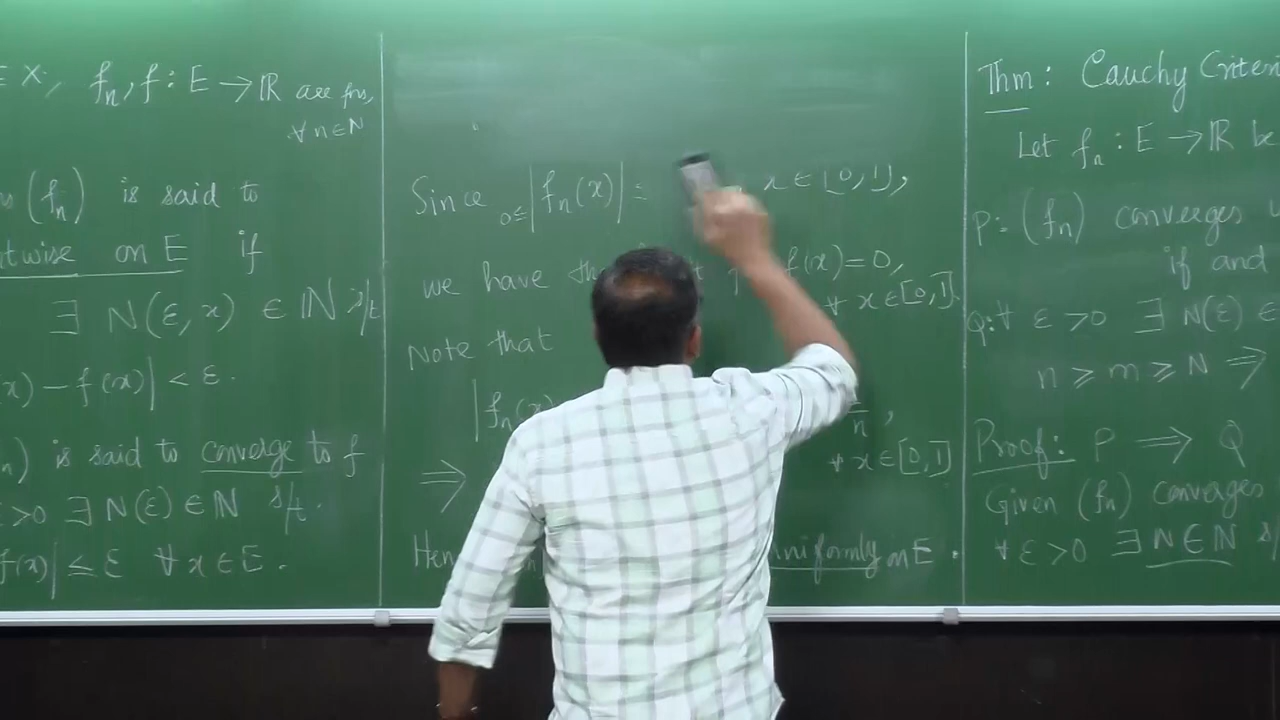 ∈ X, fₙ, f : E → ℝ are fns,
∀ n∈ℕ
(fₙ) is said to
twise on E if
∃ N(ε, x) ∈ ℕ s/t
x) − f(x)| < ε.
n) is said to converge to f
ε>0 ∃ N(ε) ∈ ℕ s/t.
f(x)| ≤ ε ∀ x ∈ E.
Since 0≤|fₙ(x)| = x ∈ [0,1],
we have f(x)=0,
∀ x∈[0,1].
Note that
|fₙ(x) n,
∀ x∈[0,1]
⇒
uniformly on E.
Thm: Cauchy Criteri
Let fₙ : E → ℝ be
P: (fₙ) converges
if and
Q: ∀ ε >0 ∃ N(ε) ∈
n ≥ m ≥ N ⇒
Proof: P ⇒ Q
Given (fₙ) converges
∀ ε >0 ∃ N ∈ ℕ s/